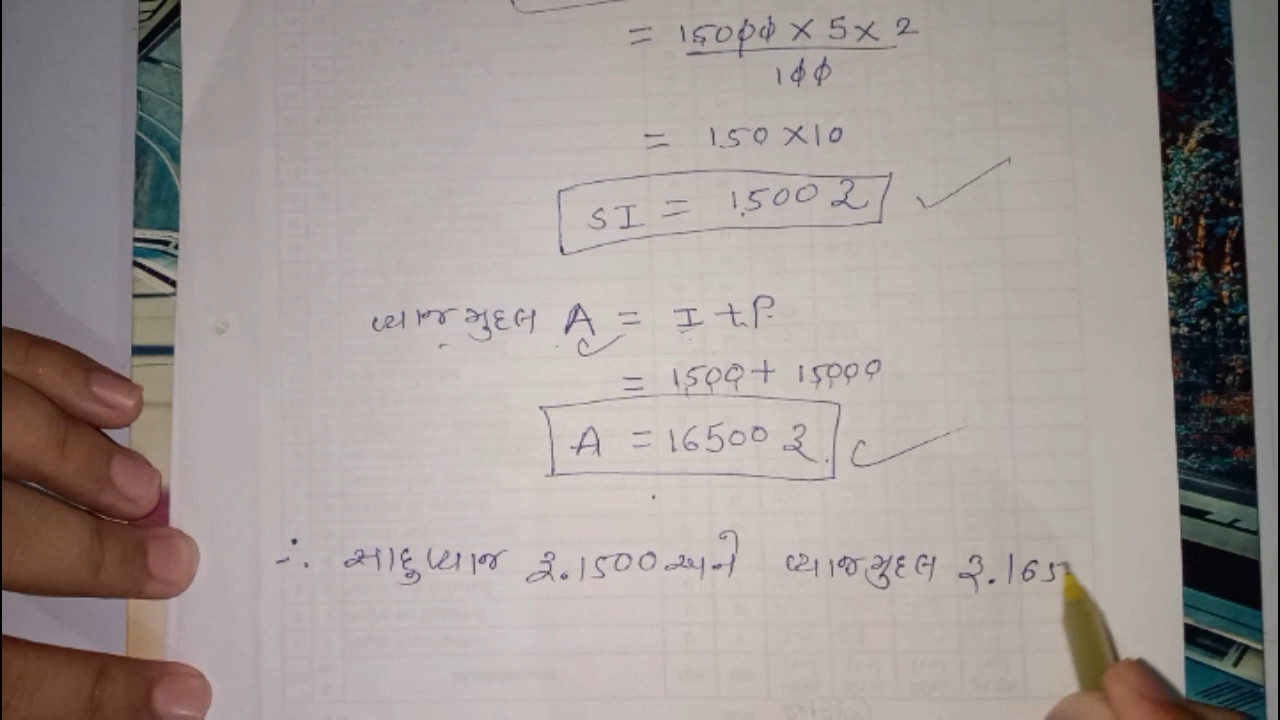 = 15000 × 5 × 2
100
= 150 × 10
SI = 1500 રૂ
વ્યાજમુદલ A = I + P
= 1500 + 15000
A = 16500 રૂ.
∴ સાદુ વ્યાજ રૂ. 1500 અને વ્યાજમુદલ રૂ. 165